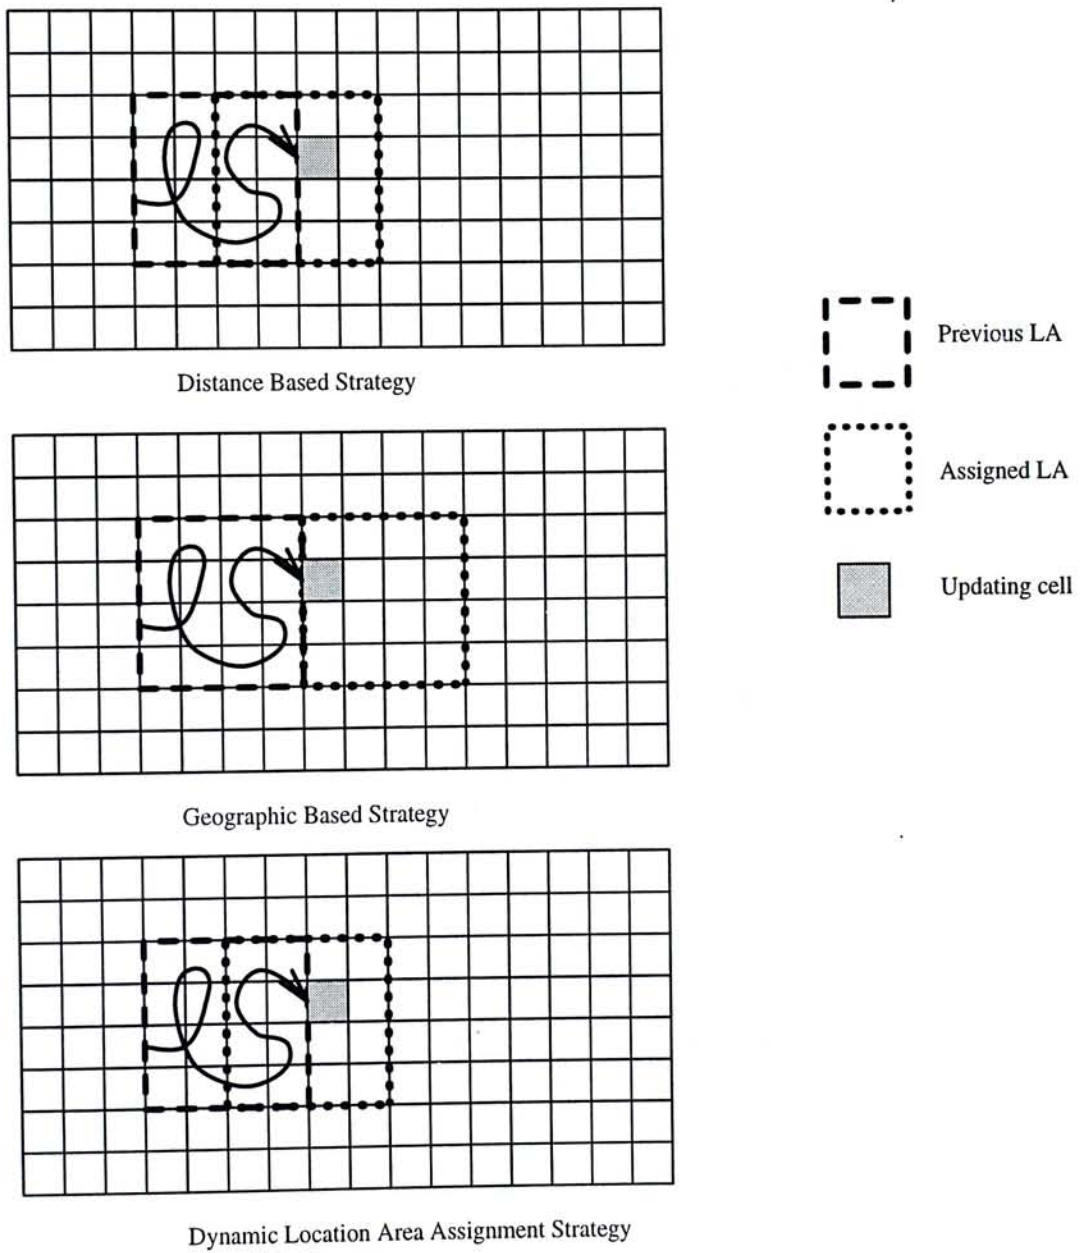 Distance Based Strategy
Previous LA
Assigned LA
Updating cell
Geographic Based Strategy
Dynamic Location Area Assignment Strategy